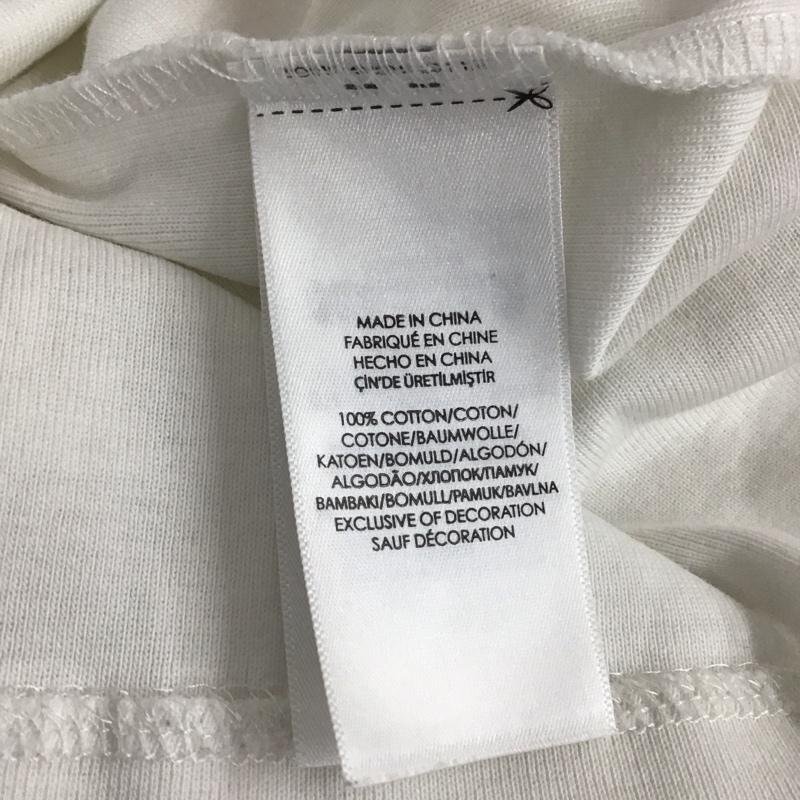 MADE IN CHINA
FABRIQUÉ EN CHINE
HECHO EN CHINA
ÇİN'DE ÜRETİLMİŞTİR
100% COTTON/COTON/
COTONE/BAUMWOLLE/
KATOEN/BOMULD/ALGODÓN/
ALGODÃO/ХЛОПОК/ПАМУК/
BAMBAKI/BOMULL/PAMUK/BAVLNA
EXCLUSIVE OF DECORATION
SAUF DÉCORATION